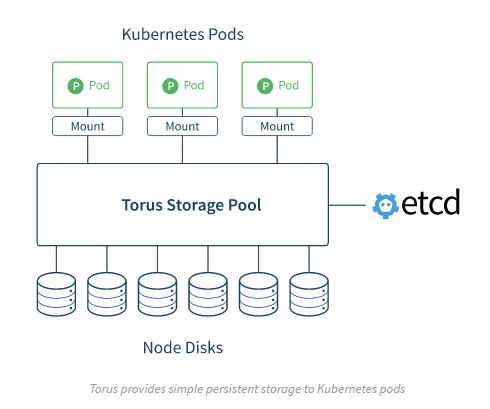 Kubernetes Pods
P Pod
P Pod
P Pod
Mount
Mount
Mount
Torus Storage Pool
etcd
Node Disks
Torus provides simple persistent storage to Kubernetes pods